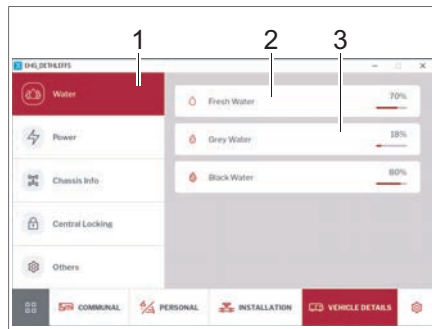 1 2 3
EHG_DETHLEFFS
Water
Fresh Water 70%
Power
Grey Water 18%
Chassis Info
Black Water 80%
Central Locking
Others
COMMUNAL PERSONAL INSTALLATION VEHICLE DETAILS